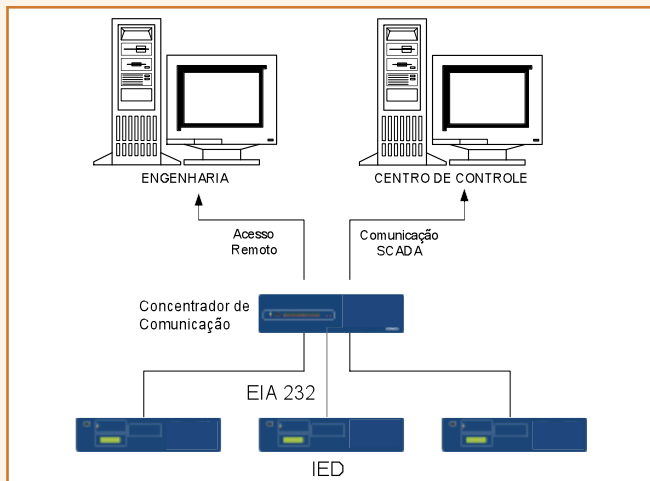 ENGENHARIA
CENTRO DE CONTROLE
Acesso
Remoto
Comunicação
SCADA
Concentrador de
Comunicação
EIA 232
IED